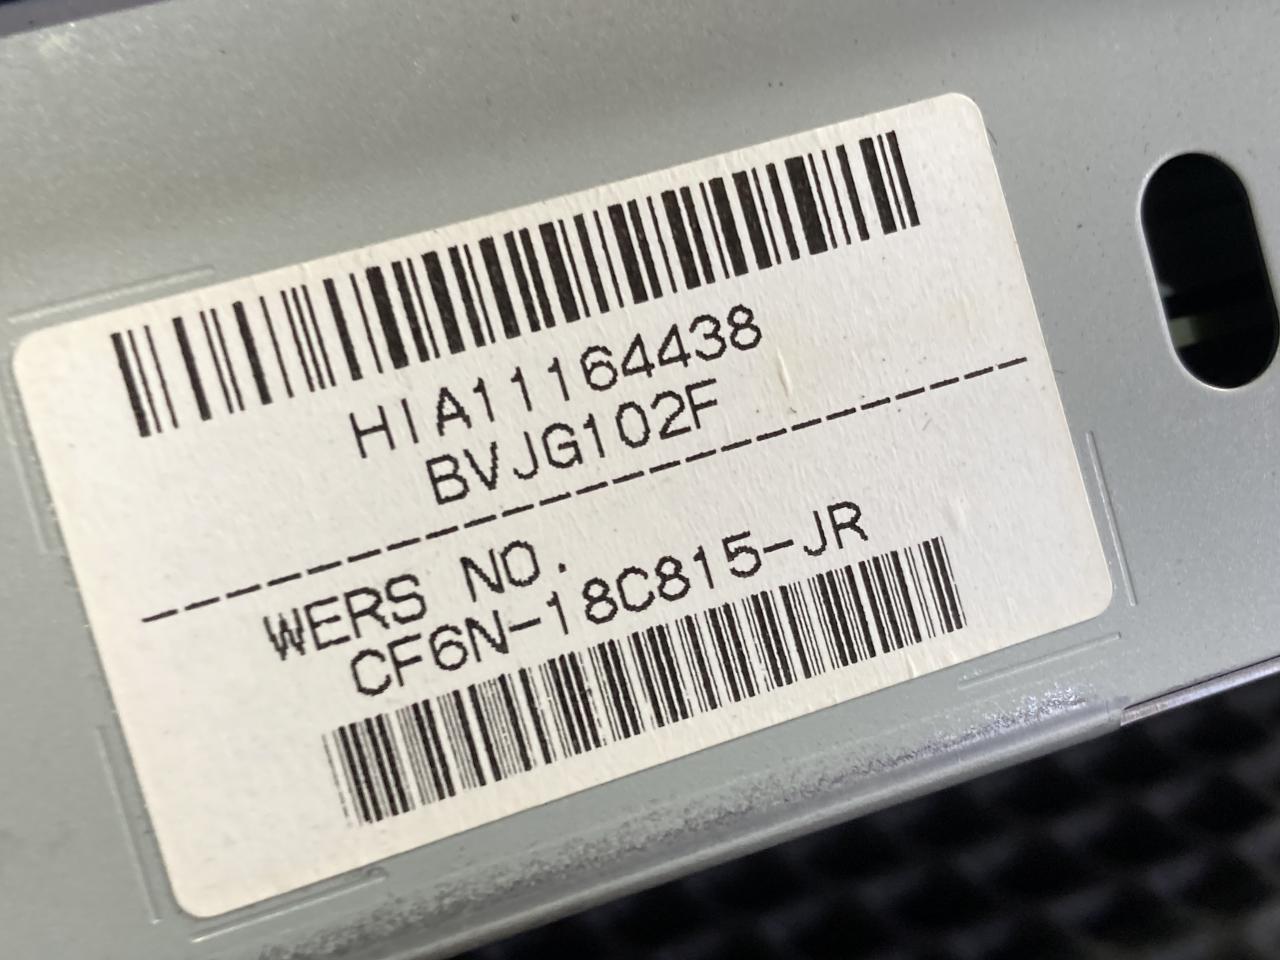 HIA11164438
BVJG102F
WERS NO.
CF6N-18C815-JR